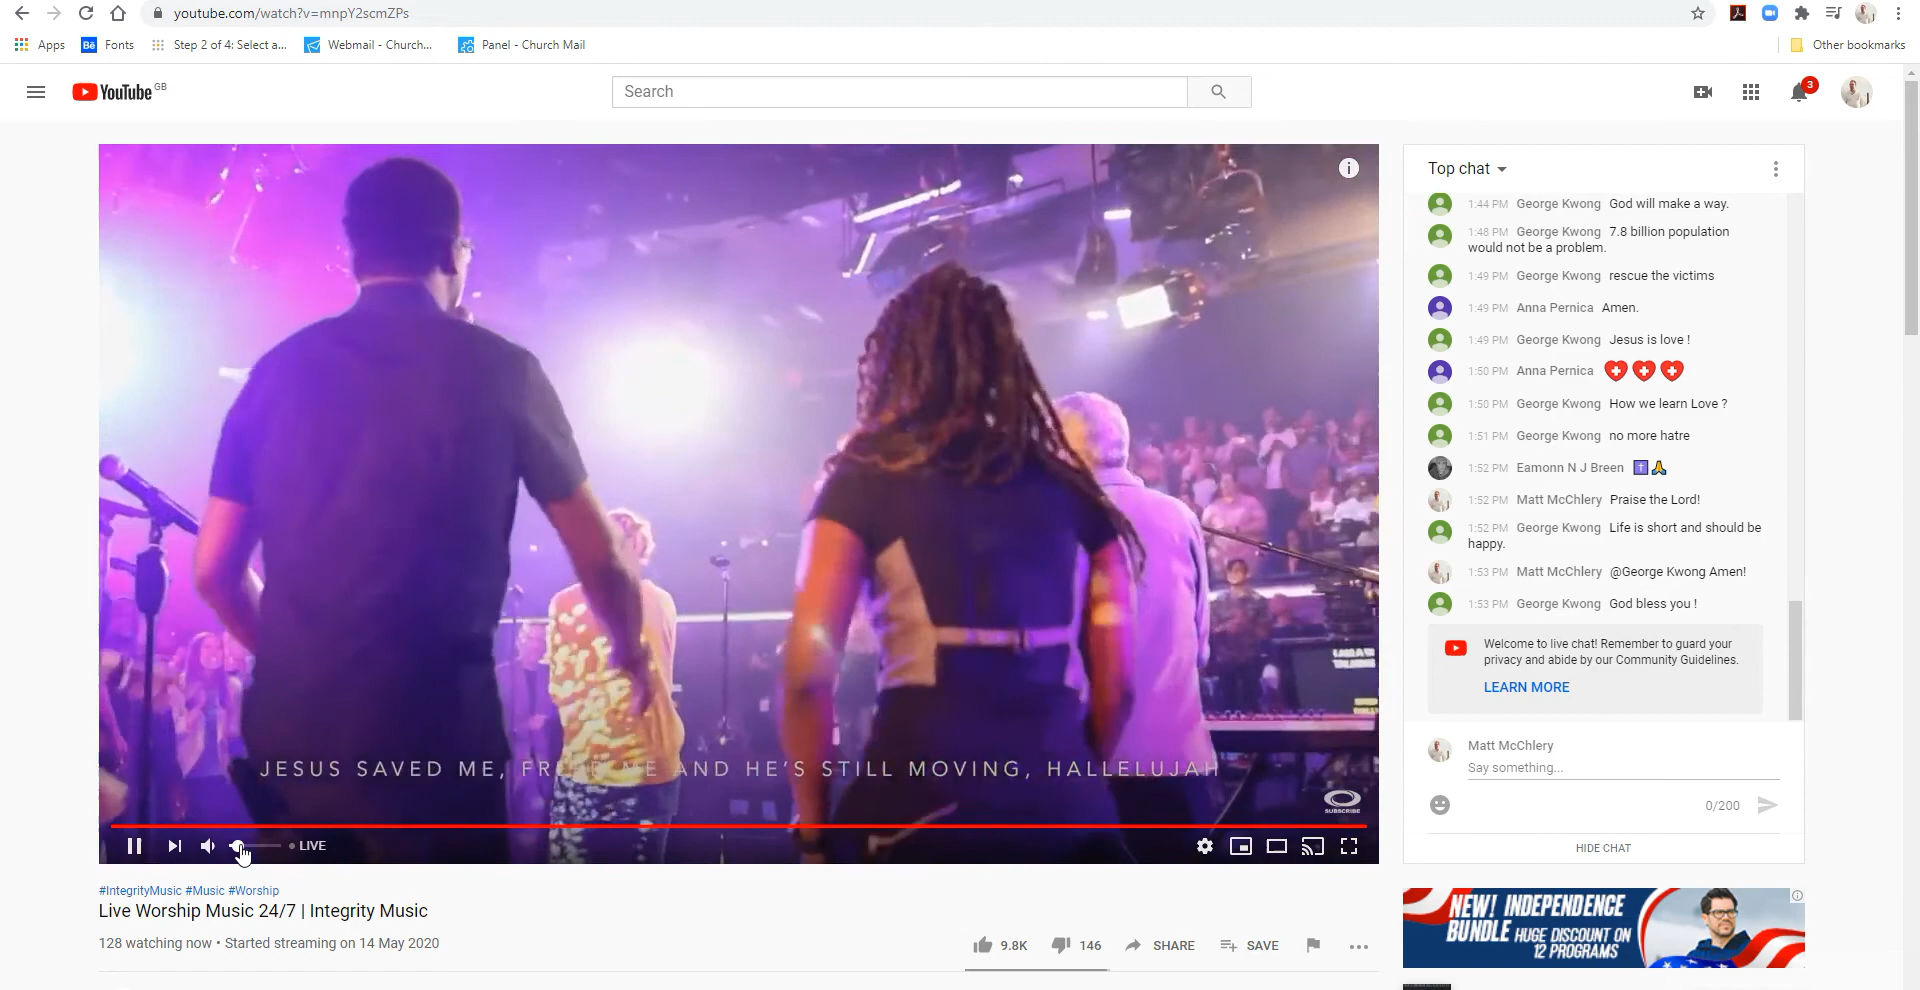 youtube.com/watch?v=mnpY2scmZPs
Apps
Fonts
Step 2 of 4: Select a...
Webmail - Church...
Panel - Church Mail
Other bookmarks
YouTube GB
Search
3
JESUS SAVED ME, FREED ME AND HE'S STILL MOVING, HALLELUJAH
SUBSCRIBE
LIVE
#IntegrityMusic #Music #Worship
Live Worship Music 24/7 | Integrity Music
128 watching now • Started streaming on 14 May 2020
9.8K
146
SHARE
SAVE
Top chat
1:44 PM George Kwong God will make a way.
1:48 PM George Kwong 7.8 billion population
would not be a problem.
1:49 PM George Kwong rescue the victims
1:49 PM Anna Pernica Amen.
1:49 PM George Kwong Jesus is love !
1:50 PM Anna Pernica
1:50 PM George Kwong How we learn Love ?
1:51 PM George Kwong no more hatre
1:52 PM Eamonn N J Breen
1:52 PM Matt McChlery Praise the Lord!
1:52 PM George Kwong Life is short and should be
happy.
1:53 PM Matt McChlery @George Kwong Amen!
1:53 PM George Kwong God bless you !
Welcome to live chat! Remember to guard your
privacy and abide by our Community Guidelines.
LEARN MORE
Matt McChlery
Say something...
0/200
HIDE CHAT
NEW! INDEPENDENCE
BUNDLE HUGE DISCOUNT ON
12 PROGRAMS